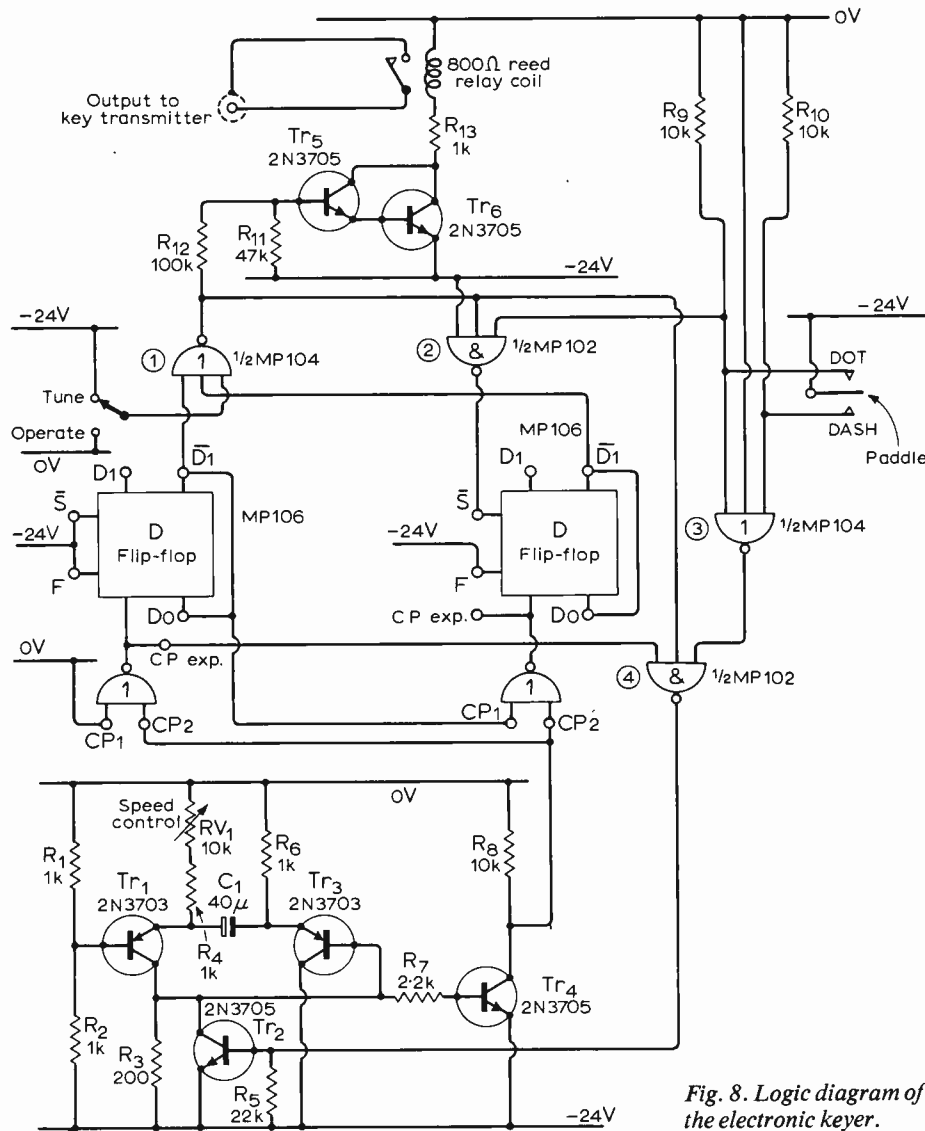 0V
800Ω reed
relay coil
Output to
key transmitter
R13
1k
R9
10k
R10
10k
Tr5
2N3705
Tr6
2N3705
R12
100k
R11
47k
-24V
-24V
-24V
① 1 1/2MP104
② & 1/2MP102
DOT
DASH
Paddle
Tune
Operate
0V
D1
D̄1
MP106
MP106
D1
D̄1
③ 1 1/2MP104
S̄
-24V
F
D
Flip-flop
Do
S̄
-24V
F
D
Flip-flop
Do
CP exp.
0V
CP exp.
④ & 1/2MP102
1
CP1
CP2
1
CP1
CP2
0V
Speed
control
RV1
10k
R1
1k
R6
1k
R8
10k
Tr1
2N3703
C1
40μ
Tr3
2N3703
R4
1k
R7
2·2k
Tr4
2N3705
2N3705
Tr2
R2
1k
R3
200
R5
22k
-24V
Fig. 8. Logic diagram of
the electronic keyer.